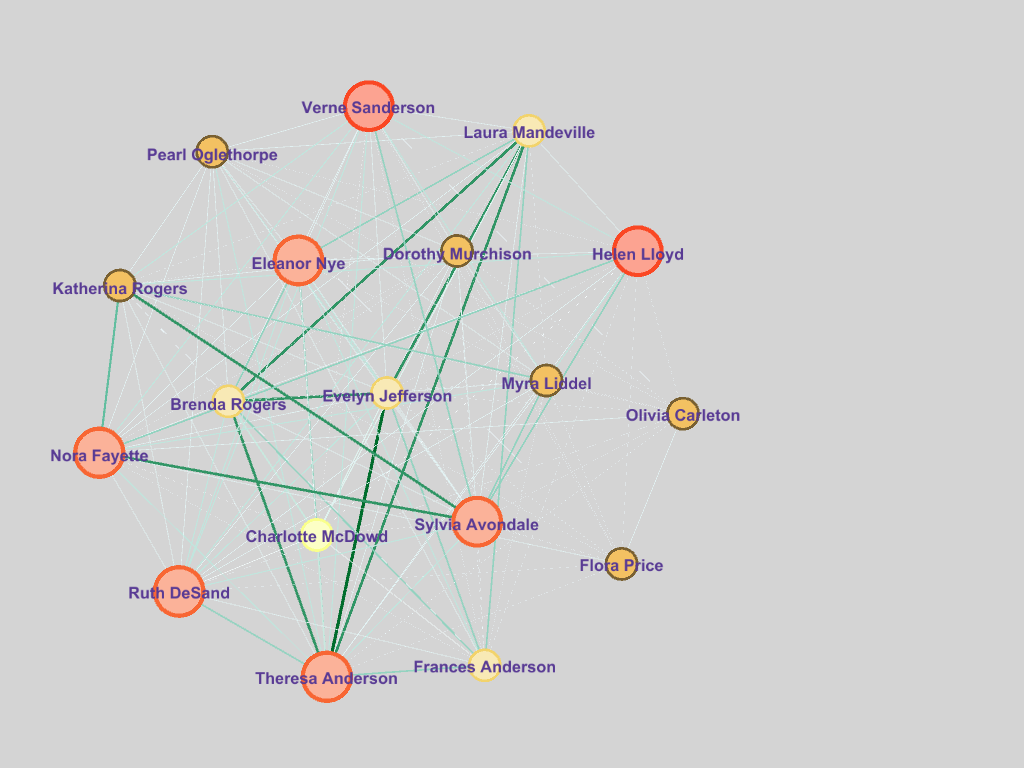 Verne Sanderson
Laura Mandeville
Pearl Oglethorpe
Eleanor Nye
Dorothy Murchison
Helen Lloyd
Katherina Rogers
Brenda Rogers
Evelyn Jefferson
Myra Liddel
Olivia Carleton
Nora Fayette
Sylvia Avondale
Charlotte McDowd
Flora Price
Ruth DeSand
Theresa Anderson
Frances Anderson